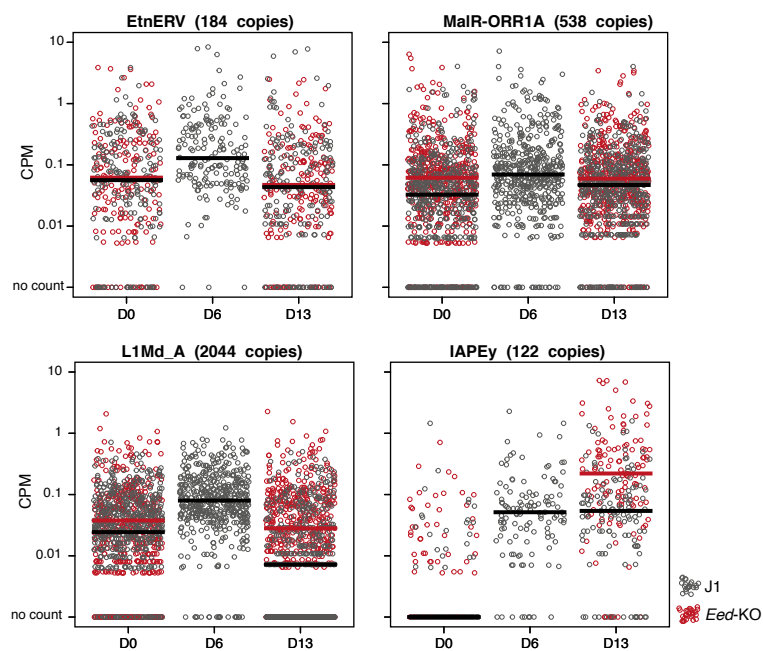 EtnERV (184 copies)
MalR-ORR1A (538 copies)
10
1
0.1
0.01
no count
CPM
D0
D6
D13
D0
D6
D13
L1Md_A (2044 copies)
IAPEy (122 copies)
10
1
0.1
0.01
no count
CPM
D0
D6
D13
D0
D6
D13
J1
Eed-KO